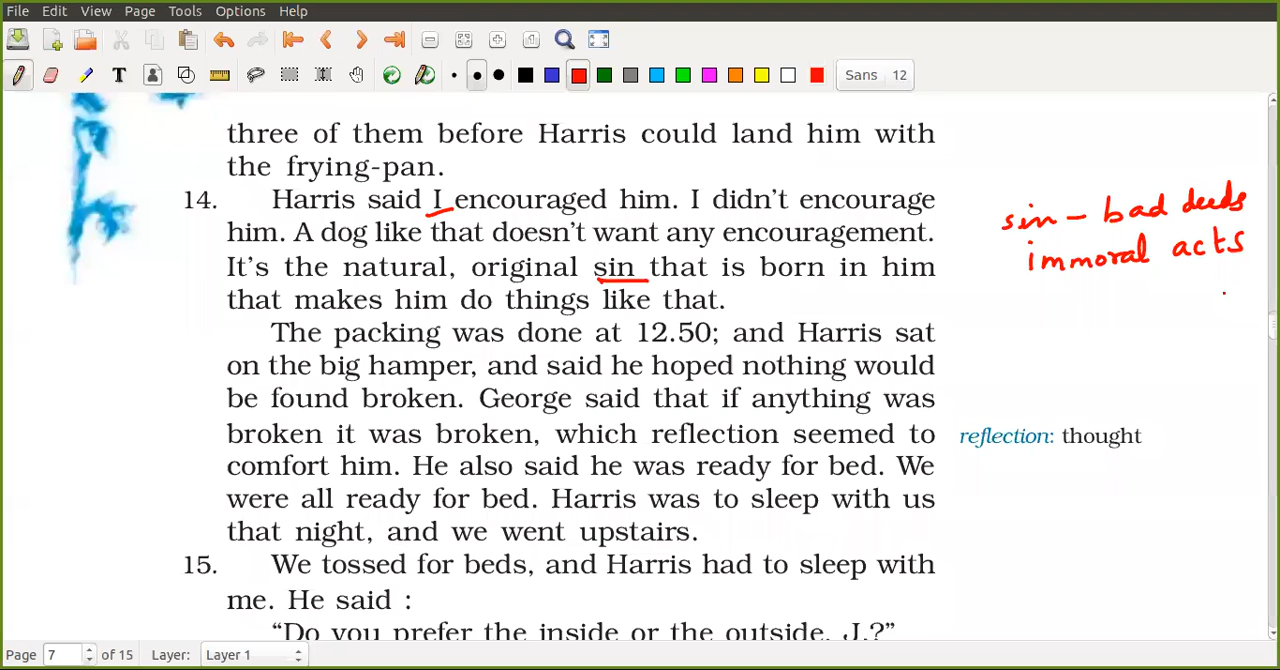 File Edit View Page Tools Options Help
Sans 12
three of them before Harris could land him with
the frying-pan.
14. Harris said I encouraged him. I didn't encourage
him. A dog like that doesn't want any encouragement.
It's the natural, original sin that is born in him
that makes him do things like that.
sin – bad deeds
immoral acts
The packing was done at 12.50; and Harris sat
on the big hamper, and said he hoped nothing would
be found broken. George said that if anything was
broken it was broken, which reflection seemed to
reflection: thought
comfort him. He also said he was ready for bed. We
were all ready for bed. Harris was to sleep with us
that night, and we went upstairs.
15. We tossed for beds, and Harris had to sleep with
me. He said :
"Do you prefer the inside or the outside, J.?"
Page 7 of 15 Layer: Layer 1